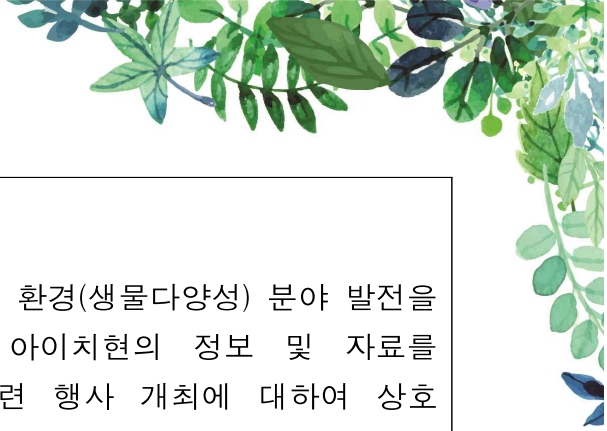 환경(생물다양성) 분야 발전을
아이치현의 정보 및 자료를
련 행사 개최에 대하여 상호